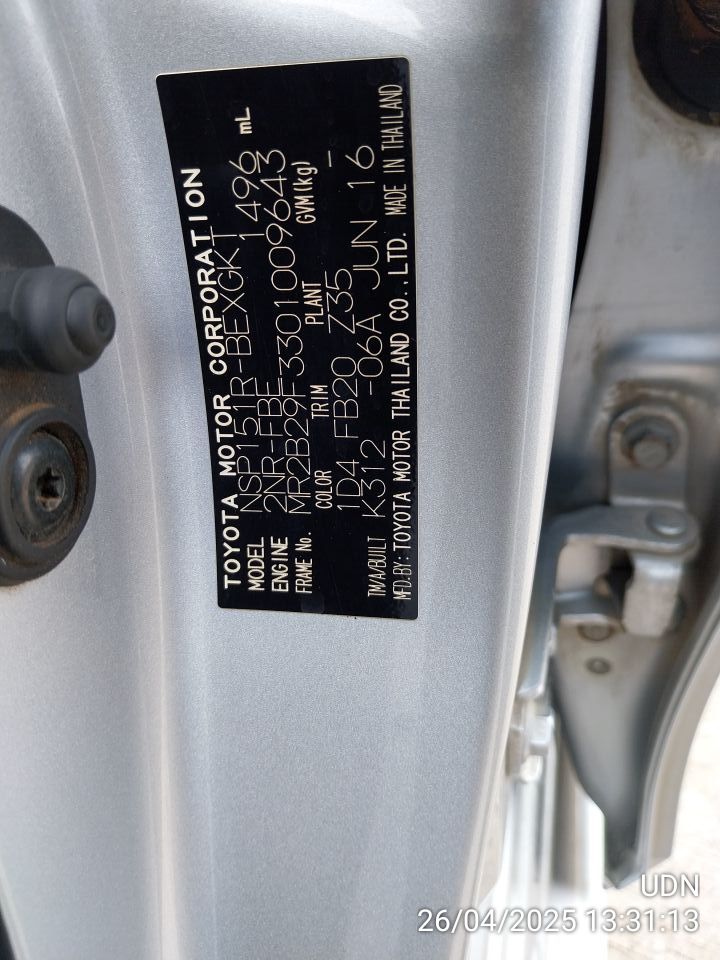 TOYOTA MOTOR CORPORATION
MODEL NSP151R-BEXGKT 1496 mL
ENGINE 2NR-FBE
FRAME No. MR2B29F3301009643
COLOR TRIM PLANT GVM(kg)
1D4 FB20 Z35 –
TM/A/BUILT K312 -06A JUN 16
MFD.BY: TOYOTA MOTOR THAILAND CO.,LTD. MADE IN THAILAND
UDN
26/04/2025 13:31:13